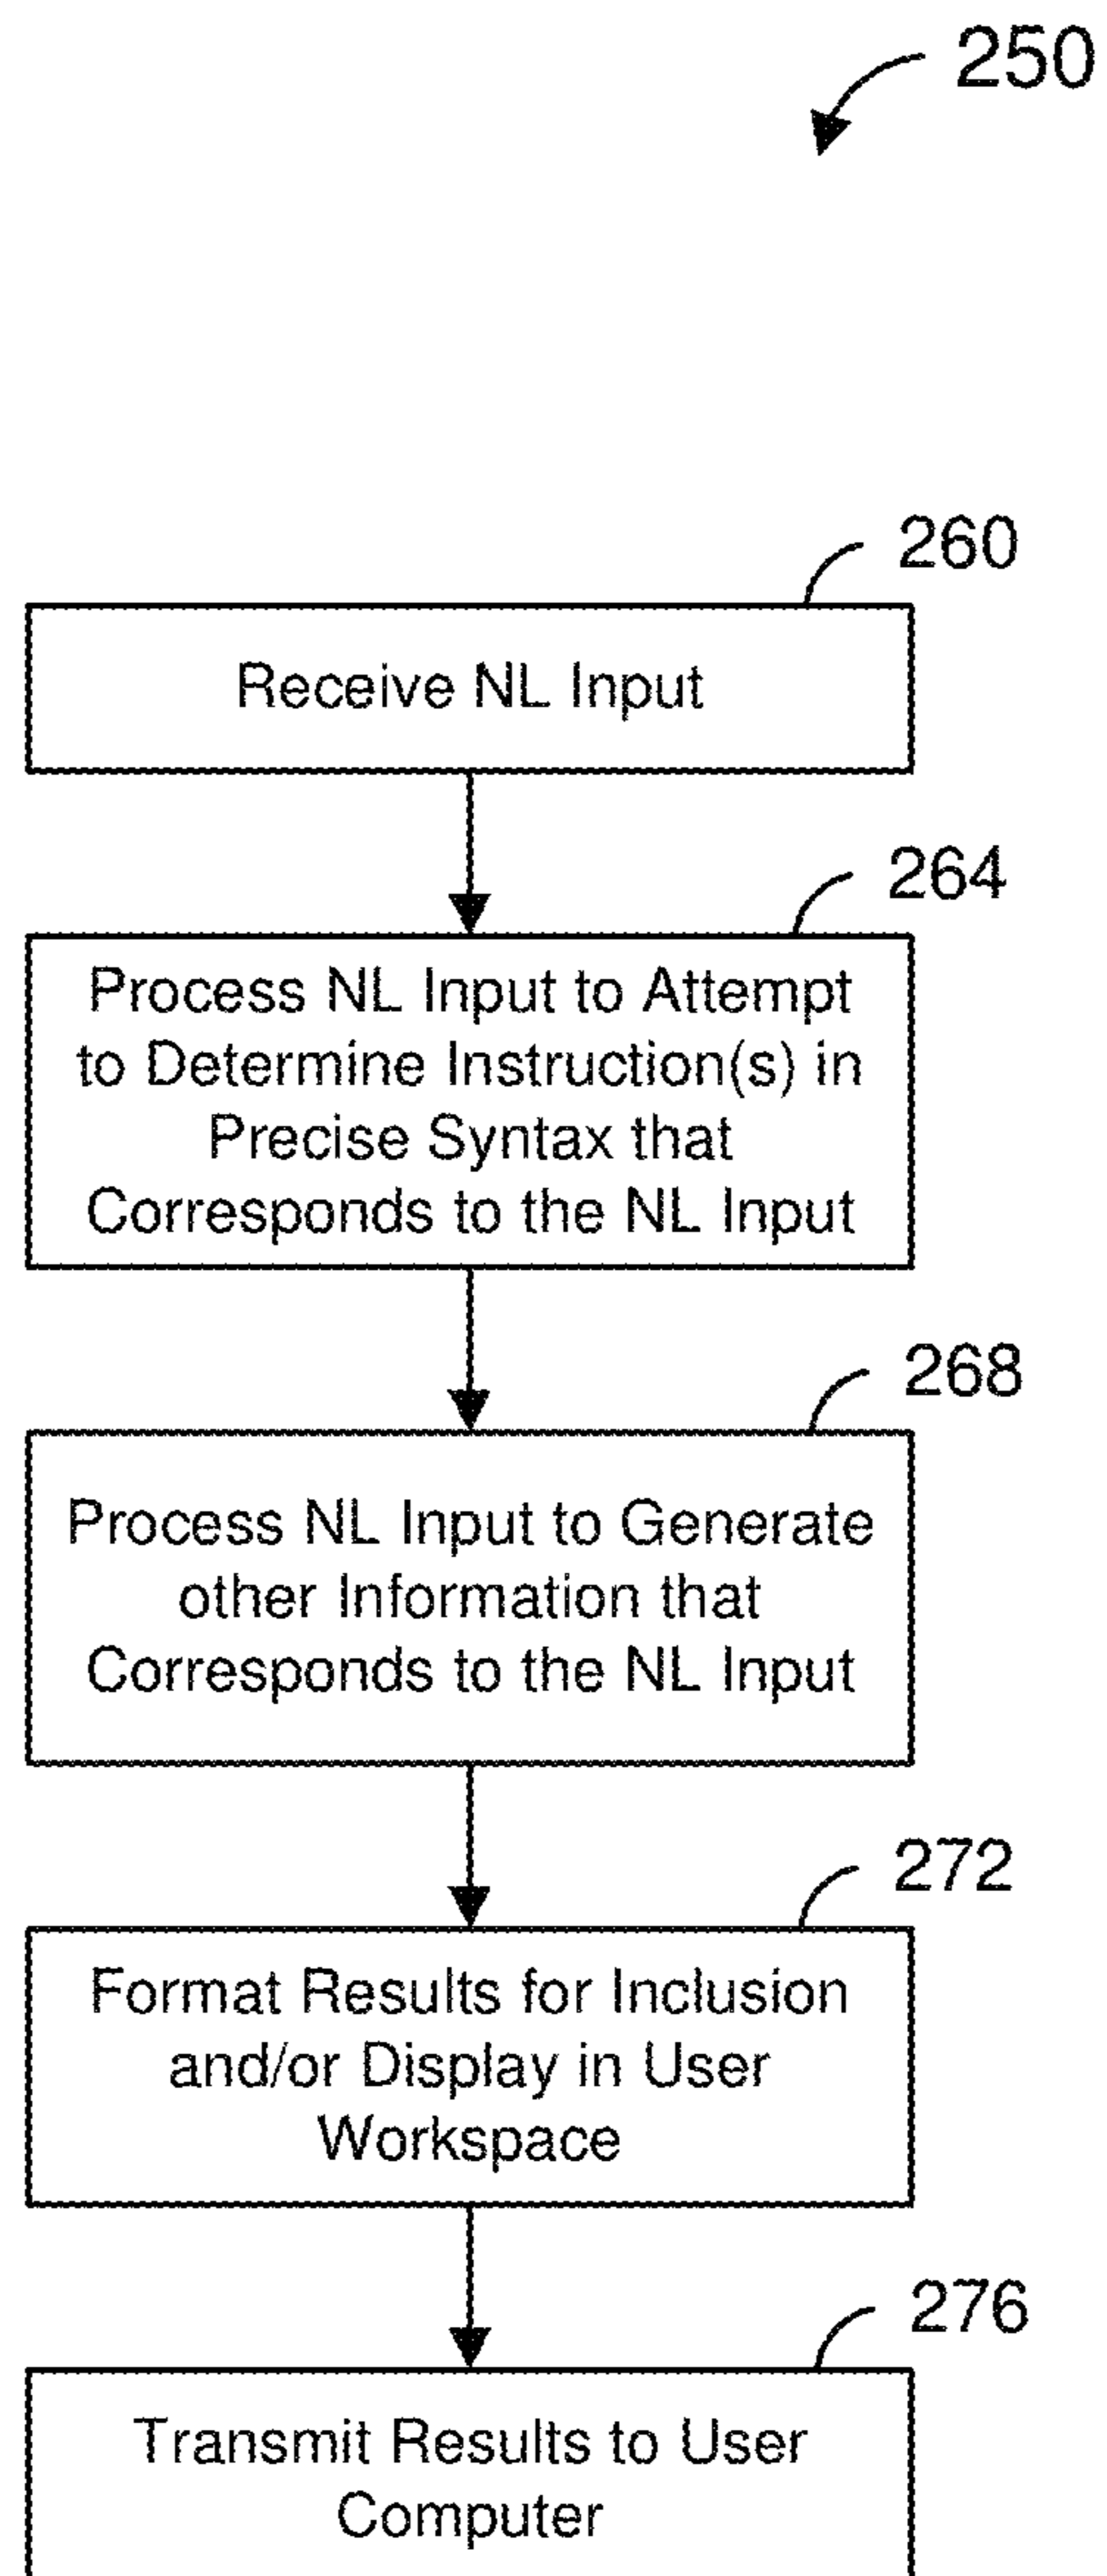 250
260
Receive NL Input
264
Process NL Input to Attempt
to Determine Instruction(s) in
Precise Syntax that
Corresponds to the NL Input
268
Process NL Input to Generate
other Information that
Corresponds to the NL Input
272
Format Results for Inclusion
and/or Display in User
Workspace
276
Transmit Results to User
Computer